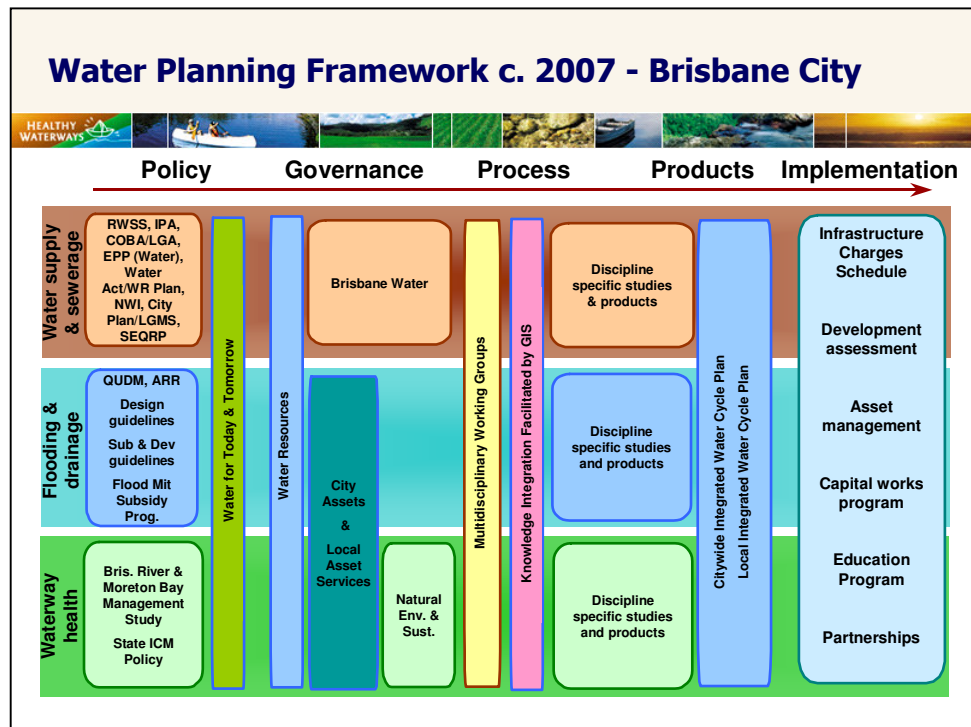 Water Planning Framework c. 2007 - Brisbane City
HEALTHY
WATERWAYS
Policy
Governance
Process
Products
Implementation
Water supply
& sewerage
RWSS, IPA,
COBA/LGA,
EPP (Water),
Water
Act/WR Plan,
NWI, City
Plan/LGMS,
SEQRP
Water for Today & Tomorrow
Water Resources
Brisbane Water
Multidisciplinary Working Groups
Knowledge Integration Facilitated by GIS
Discipline
specific studies
& products
Citywide Integrated Water Cycle Plan
Local Integrated Water Cycle Plan
Infrastructure
Charges
Schedule
Development
assessment
Asset
management
Capital works
program
Education
Program
Partnerships
Flooding &
drainage
QUDM, ARR
Design
guidelines
Sub & Dev
guidelines
Flood Mit
Subsidy
Prog.
City
Assets
&
Local
Asset
Services
Discipline
specific studies
and products
Waterway
health
Bris. River &
Moreton Bay
Management
Study
State ICM
Policy
Natural
Env. &
Sust.
Discipline
specific studies
and products